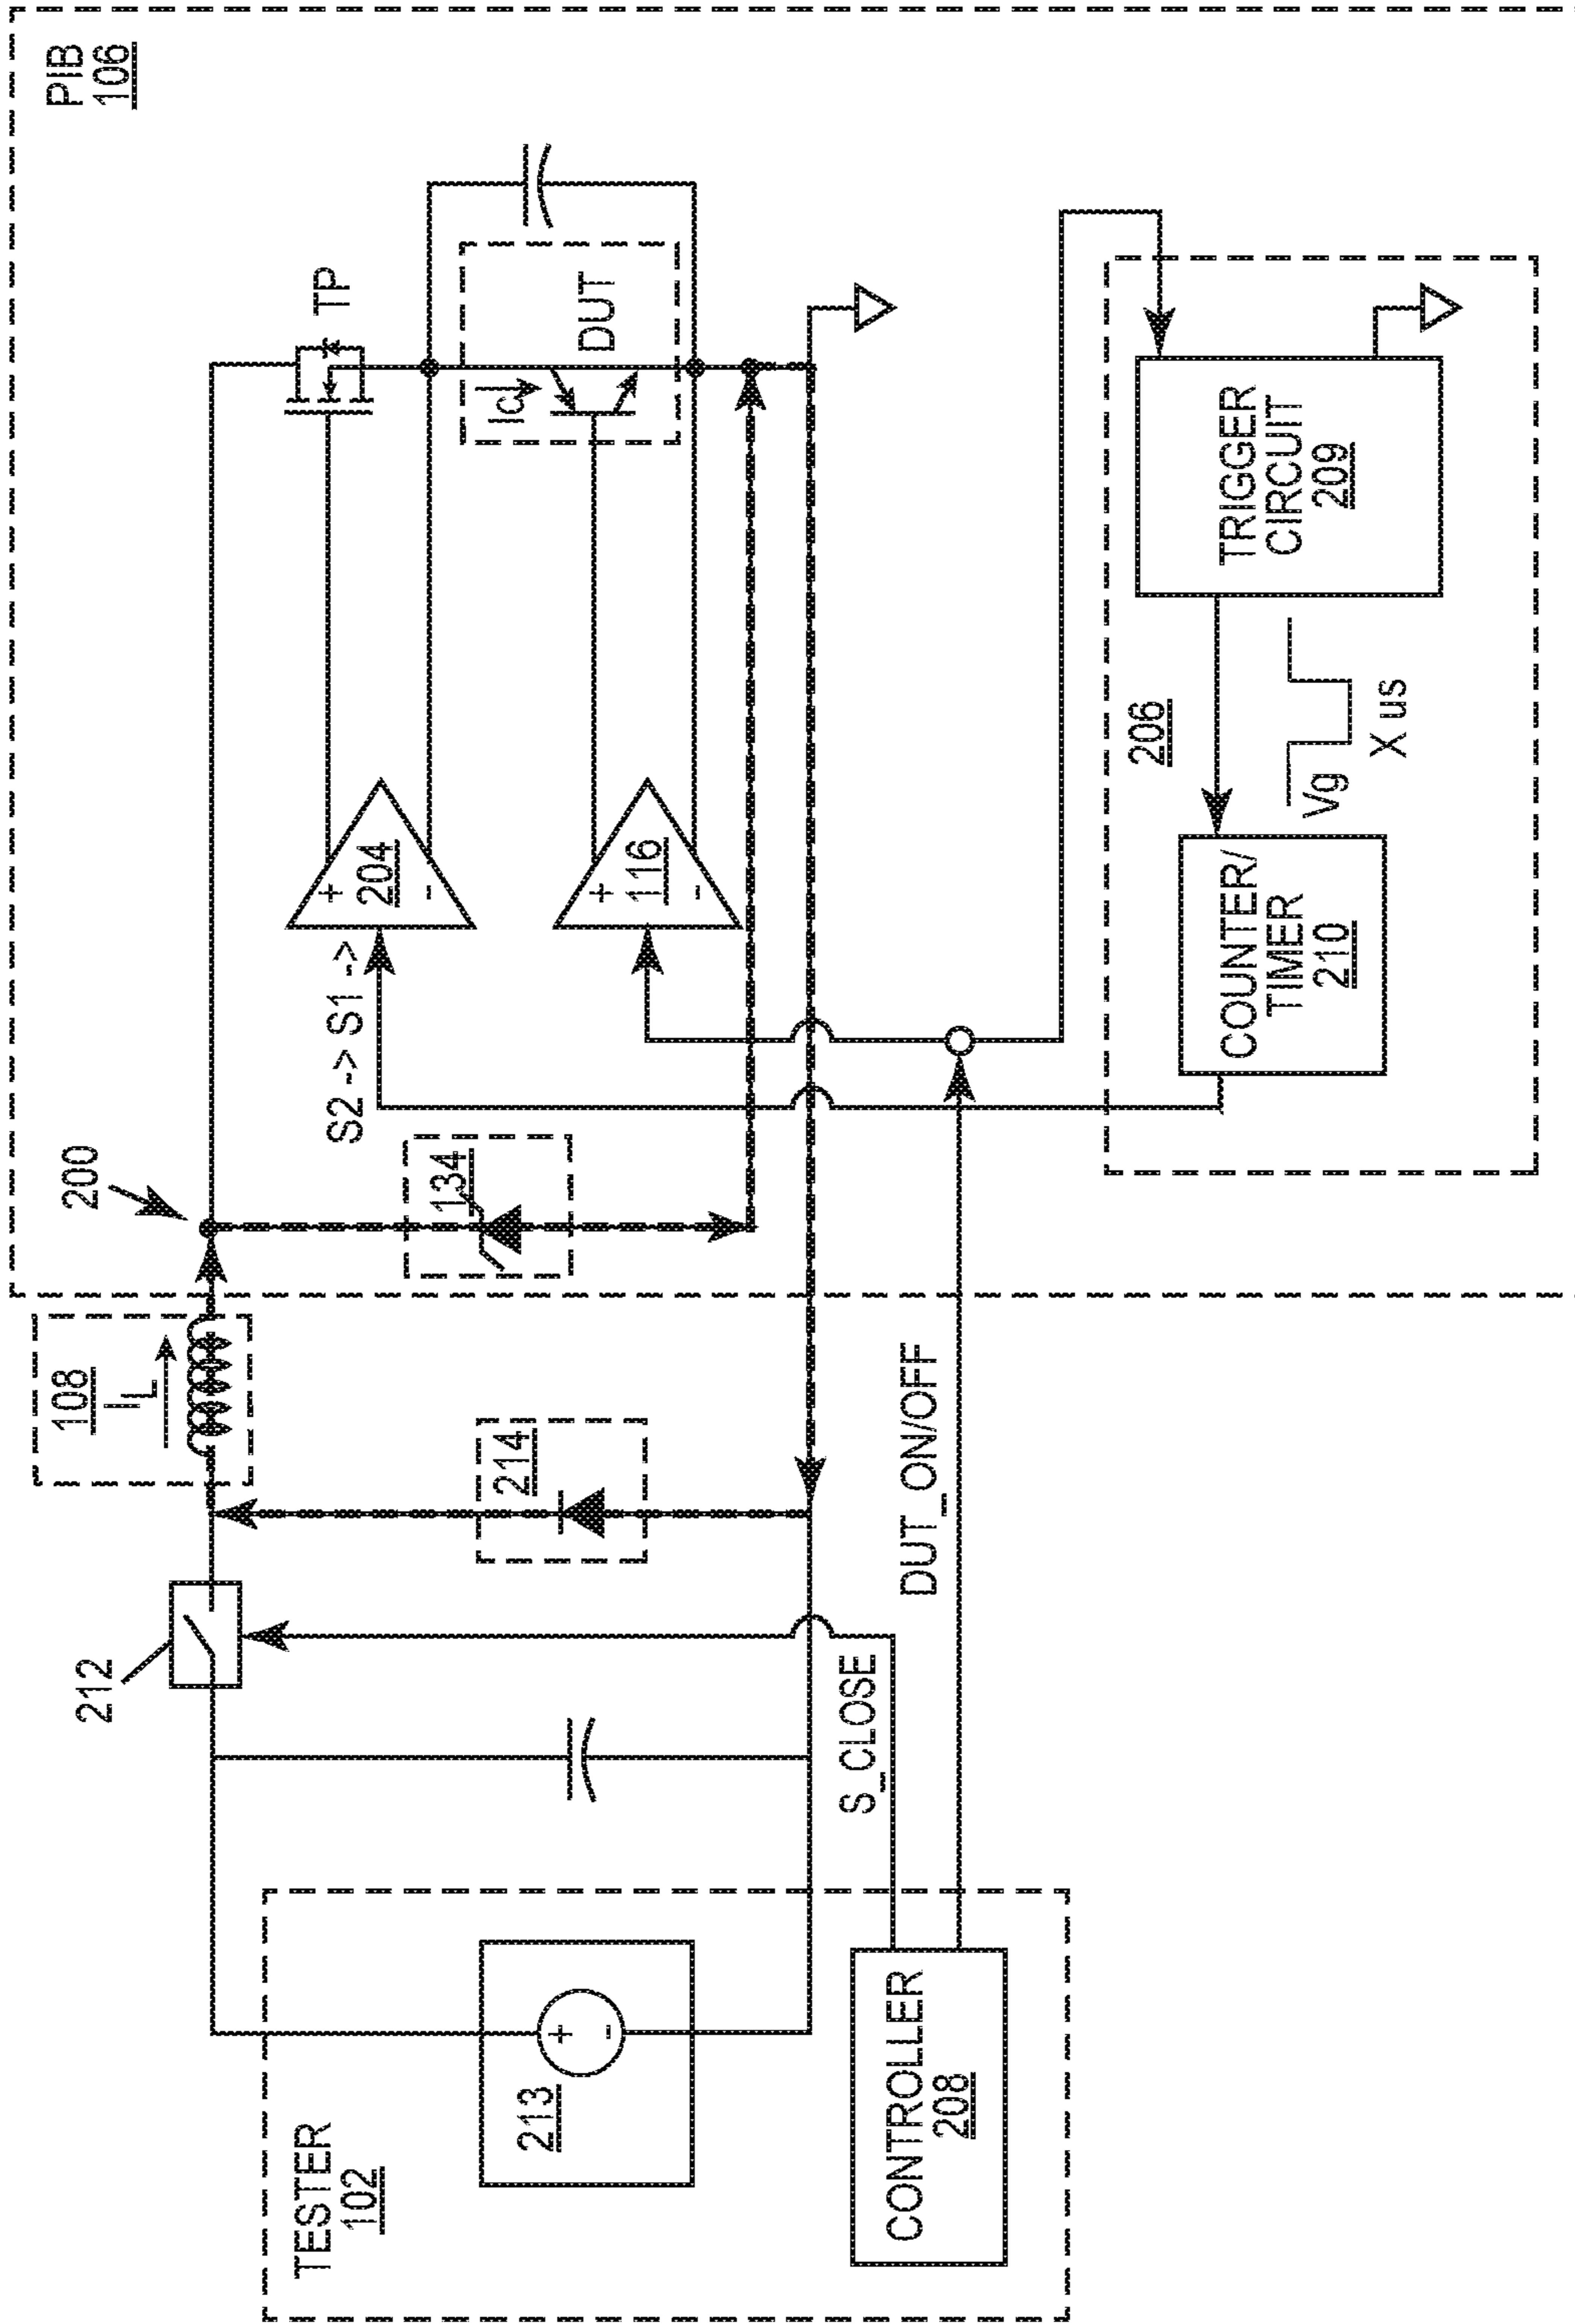 PIB
106
200
TP
S2 -> S1 ->
+
204
-
Ic
DUT
+
116
-
134
108
IL
212
214
206
TRIGGER
CIRCUIT
209
Vg
X us
COUNTER/
TIMER
210
DUT_ON/OFF
S_CLOSE
TESTER
102
213
+
-
CONTROLLER
208